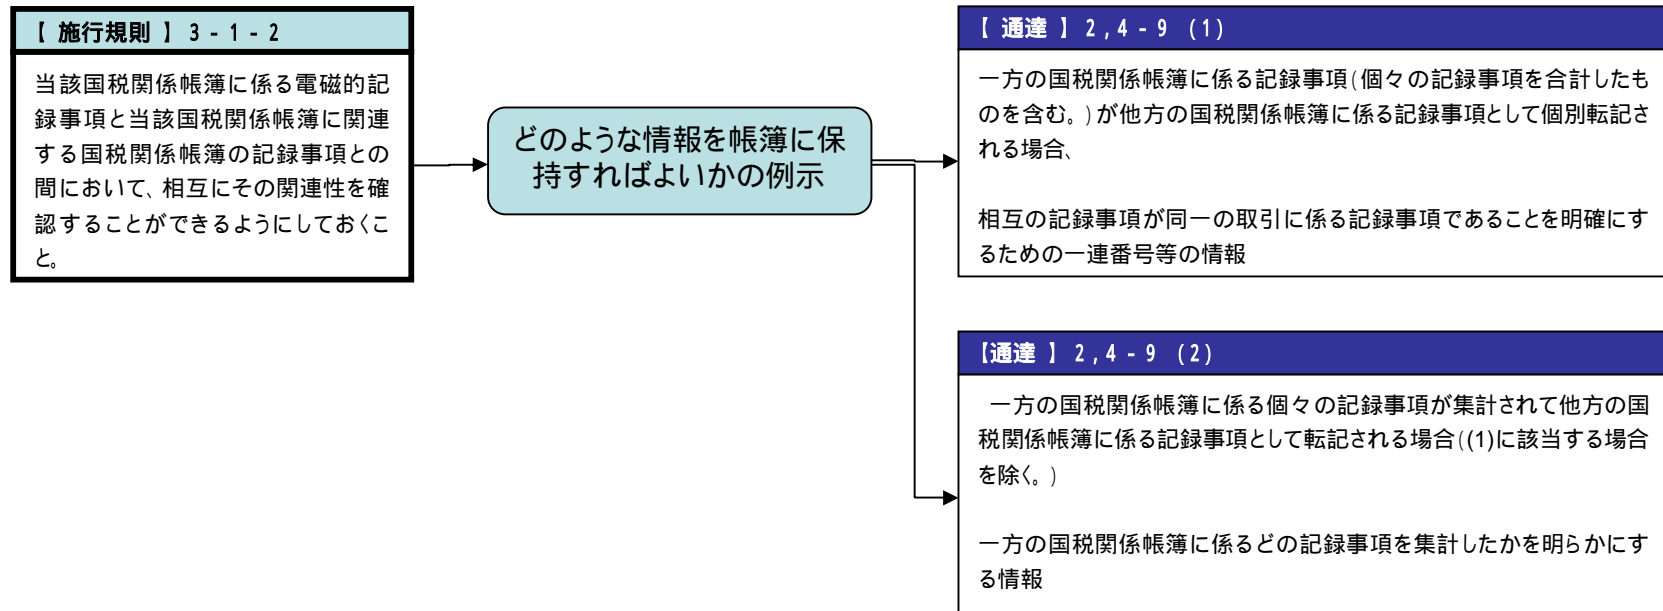 【 施行規則 】 3 - 1 - 2
当該国税関係帳簿に係る電磁的記
録事項と当該国税関係帳簿に関連
する国税関係帳簿の記録事項との
間において、相互にその関連性を確
認することができるようにしておくこ
と。
どのような情報を帳簿に保
持すればよいかの例示
【 通達 】 2 , 4 - 9 (1)
一方の国税関係帳簿に係る記録事項(個々の記録事項を合計したも
のを含む。)が他方の国税関係帳簿に係る記録事項として個別転記さ
れる場合、
相互の記録事項が同一の取引に係る記録事項であることを明確にす
るための一連番号等の情報
【通達 】 2 , 4 - 9 (2)
一方の国税関係帳簿に係る個々の記録事項が集計されて他方の国
税関係帳簿に係る記録事項として転記される場合((1)に該当する場合
を除く。)
一方の国税関係帳簿に係るどの記録事項を集計したかを明らかにす
る情報